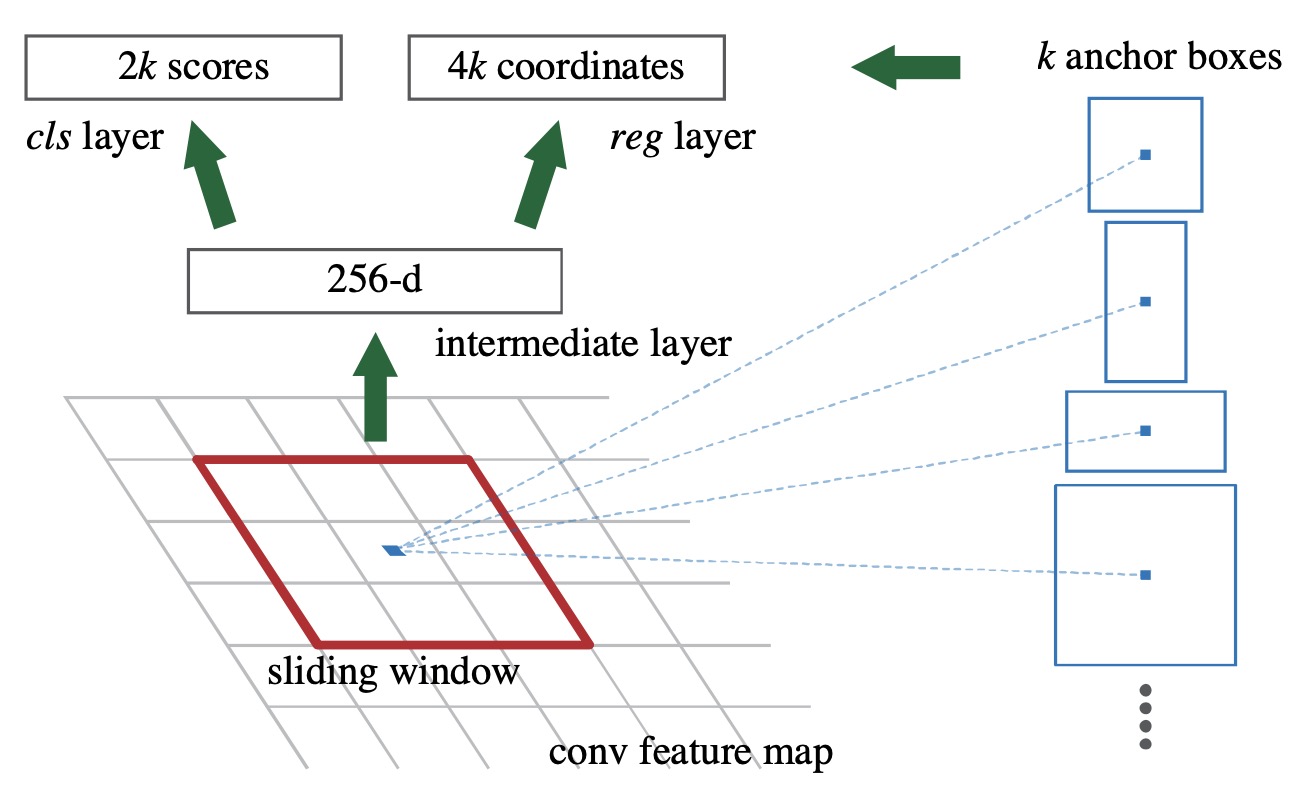 2k scores
4k coordinates
k anchor boxes
cls layer
reg layer
256-d
intermediate layer
sliding window
conv feature map